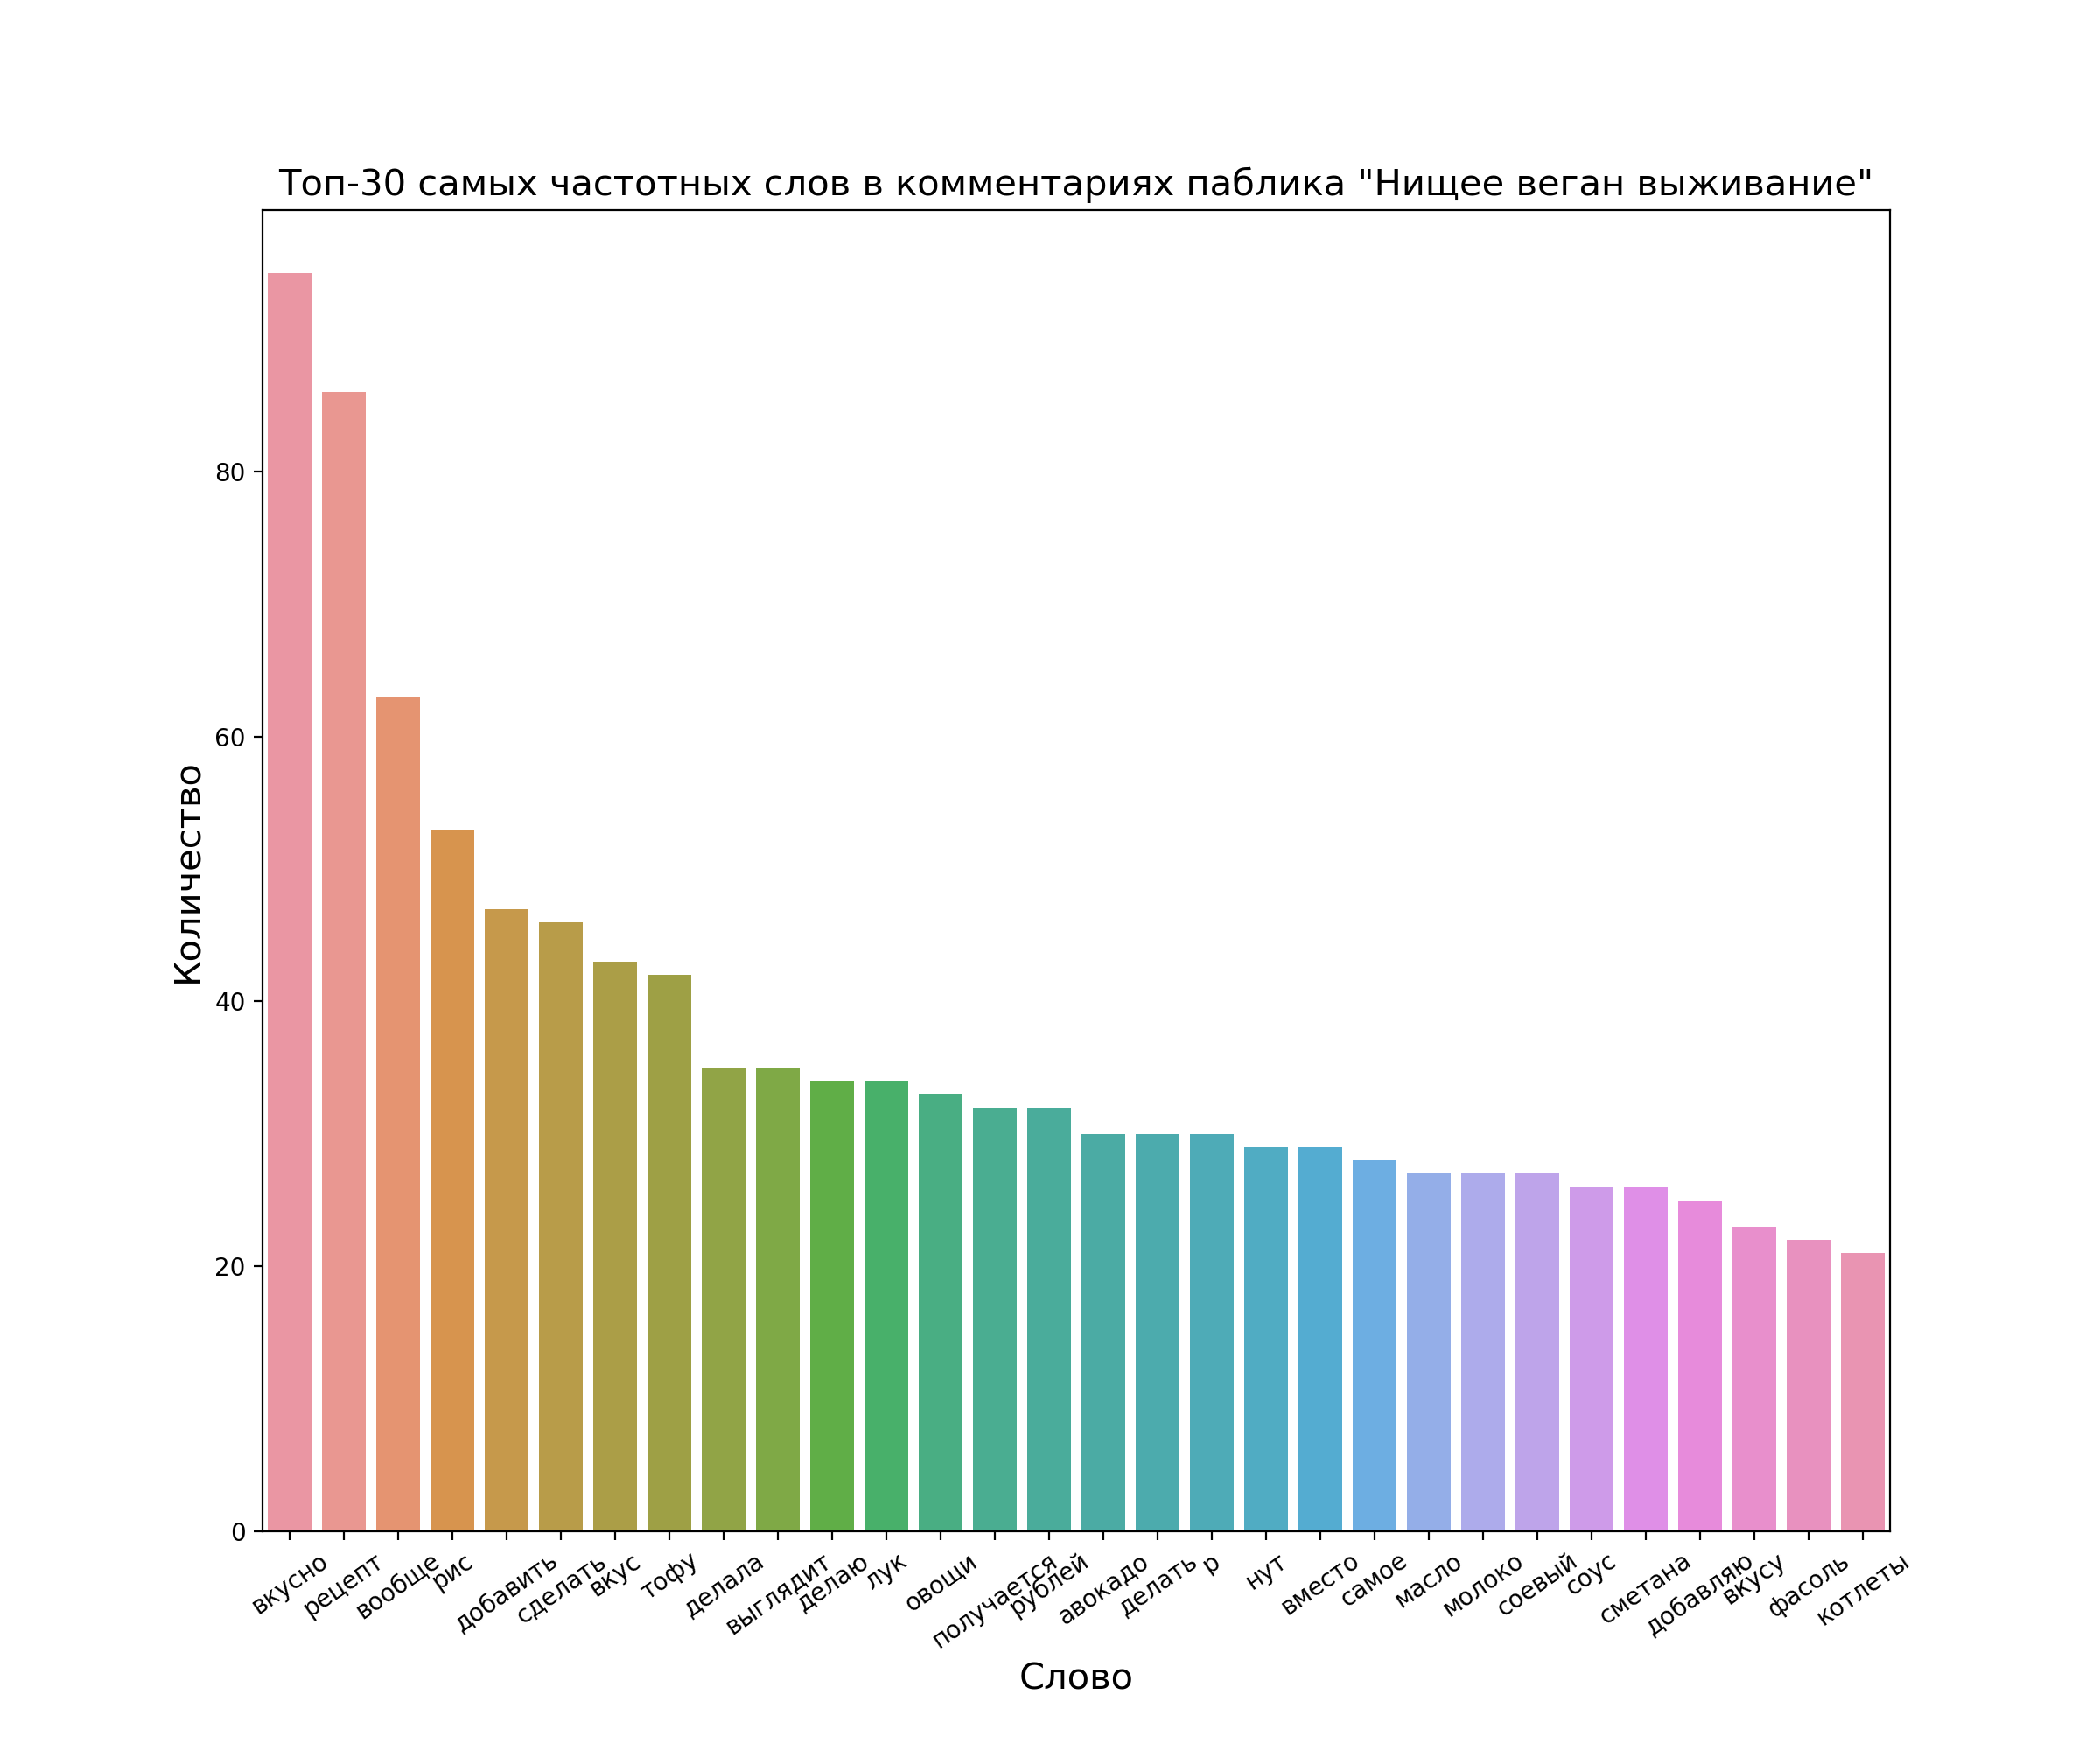 Топ-30 самых частотных слов в комментариях паблика "Нищее веган выживание"
Количество
80
60
40
20
0
вкусно
рецепт
вообще
рис
добавить
сделать
вкус
тофу
делала
выглядит
делаю
лук
овощи
получается
рублей
авокадо
делать
р
нут
вместо
самое
масло
молоко
соевый
соус
сметана
добавляю
вкусу
фасоль
котлеты
Слово